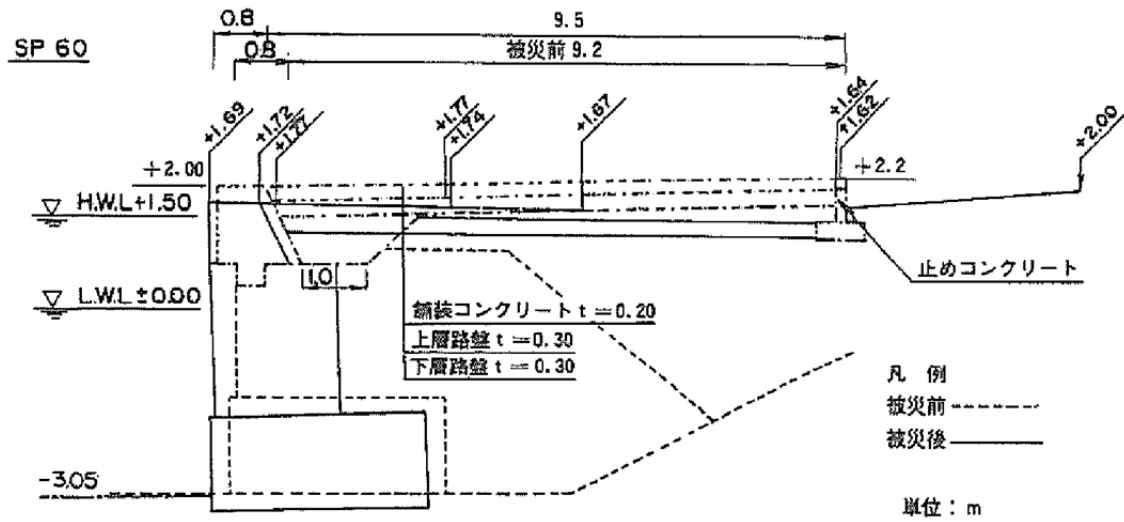 0.8
9.5
SP 60
0.8
被災前 9.2
+1.69
+1.72
+1.77
+1.77
+1.74
+1.67
+1.64
+1.62
+2.00
+2.00
+2.2
H.W.L+1.50
止めコンクリート
1.0
L.W.L±0.00
舗装コンクリート t=0.20
上層路盤 t=0.30
下層路盤 t=0.30
凡 例
被災前
被災後
-3.05
単位：m